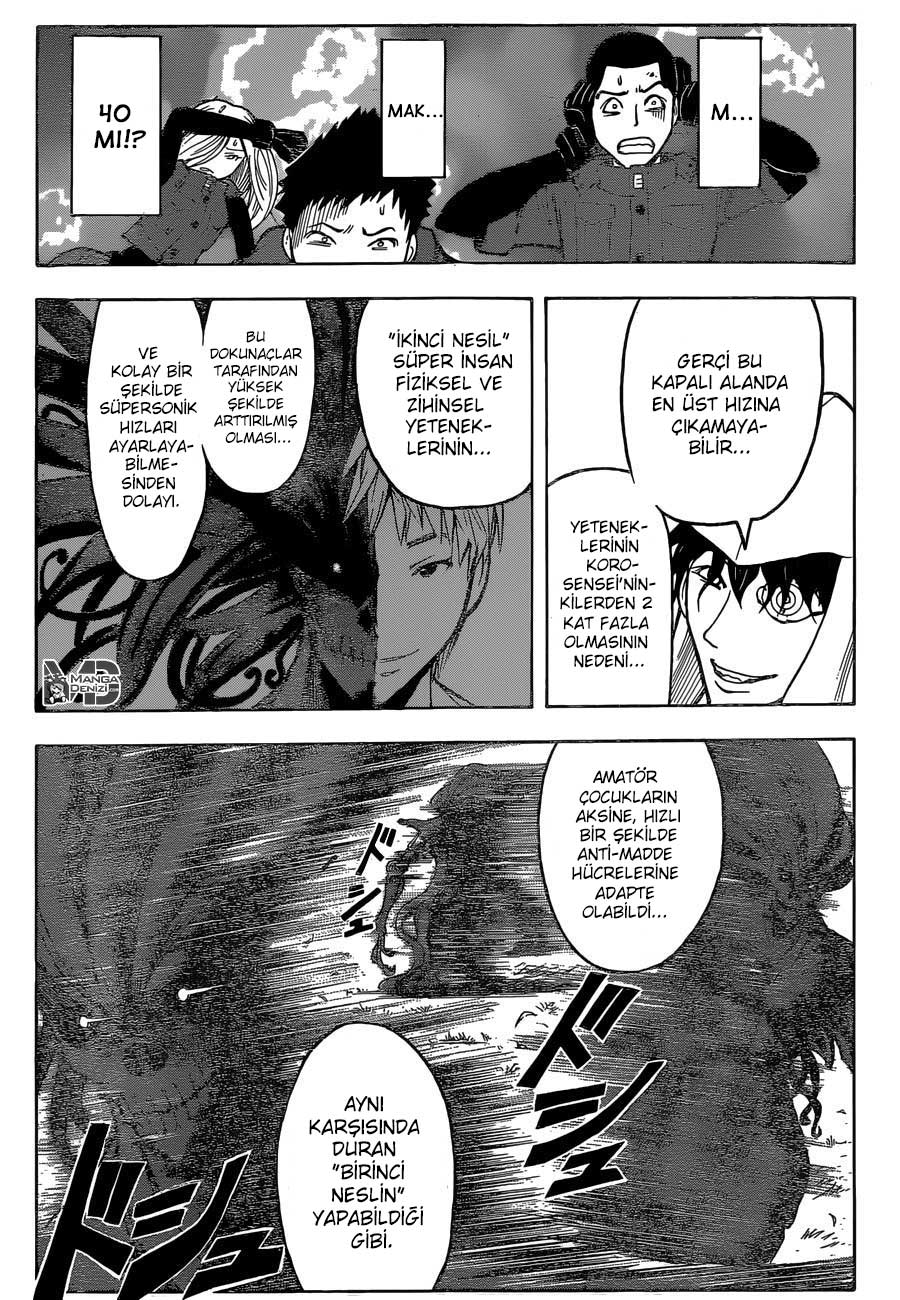 M...
MAK...
40
MI!?
GERÇİ BU
KAPALI ALANDA
EN ÜST HIZINA
ÇIKAMAYA-
BİLİR...
YETENEK-
LERİNİN
KORO-
SENSEİ'NİN-
KİLERDEN 2
KAT FAZLA
OLMASININ
NEDENİ...
"İKİNCİ NESİL"
SÜPER İNSAN
FİZİKSEL VE
ZİHİNSEL
YETENEK-
LERİNİN...
BU
DOKUNAÇLAR
TARAFINDAN
YÜKSEK
ŞEKİLDE
ARTTIRILMIŞ
OLMASI...
VE
KOLAY BİR
ŞEKİLDE
SÜPERSONİK
HIZLARI
AYARLAYA-
BİLME-
SİNDEN
DOLAYI.
MD
MANGA
DENİZİ
AMATÖR
ÇOCUKLARIN
AKSİNE, HIZLI
BİR ŞEKİLDE
ANTİ-MADDE
HÜCRELERİNE
ADAPTE
OLABİLDİ...
ドシュ
ドシュ
AYNI
KARŞISINDA
DURAN
"BİRİNCİ
NESLİN"
YAPABİLDİĞİ
GİBİ.
ドシュ